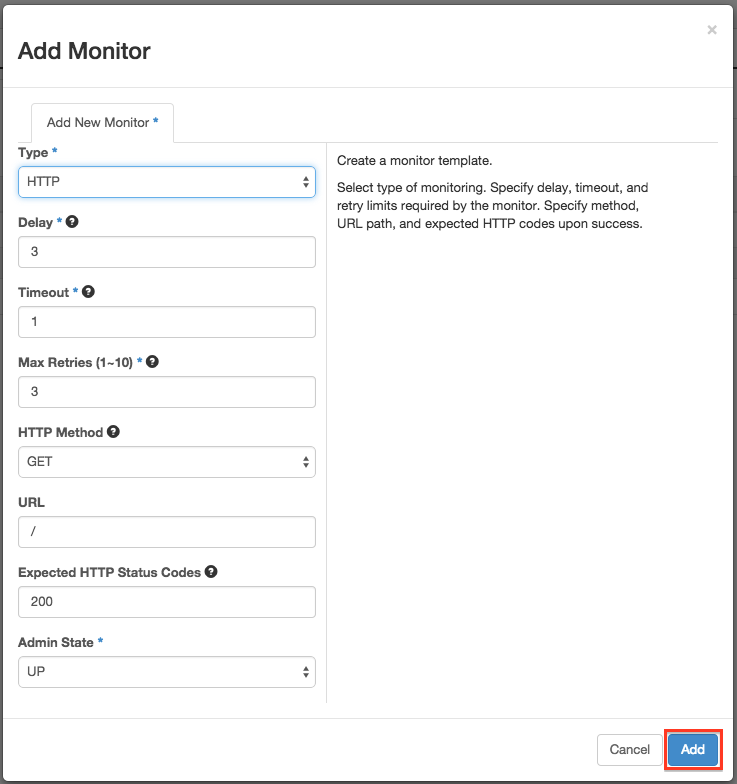 ×
Add Monitor
Add New Monitor *
Type *
HTTP
Delay * ?
3
Timeout * ?
1
Max Retries (1~10) * ?
3
HTTP Method ?
GET
URL
/
Expected HTTP Status Codes ?
200
Admin State *
UP
Create a monitor template.
Select type of monitoring. Specify delay, timeout, and
retry limits required by the monitor. Specify method,
URL path, and expected HTTP codes upon success.
Cancel
Add